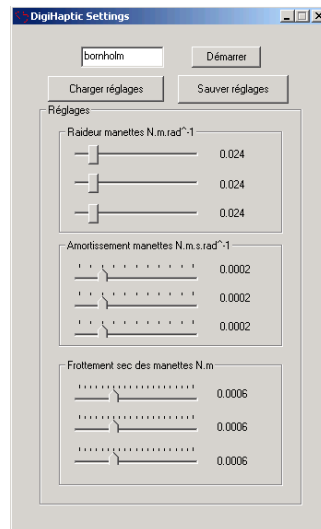 DigiHaptic Settings
bornholm
Démarrer
Charger réglages
Sauver réglages
Réglages
Raideur manettes N.m.rad^-1
0.024
0.024
0.024
Amortissement manettes N.m.s.rad^-1
0.0002
0.0002
0.0002
Frottement sec des manettes N.m
0.0006
0.0006
0.0006